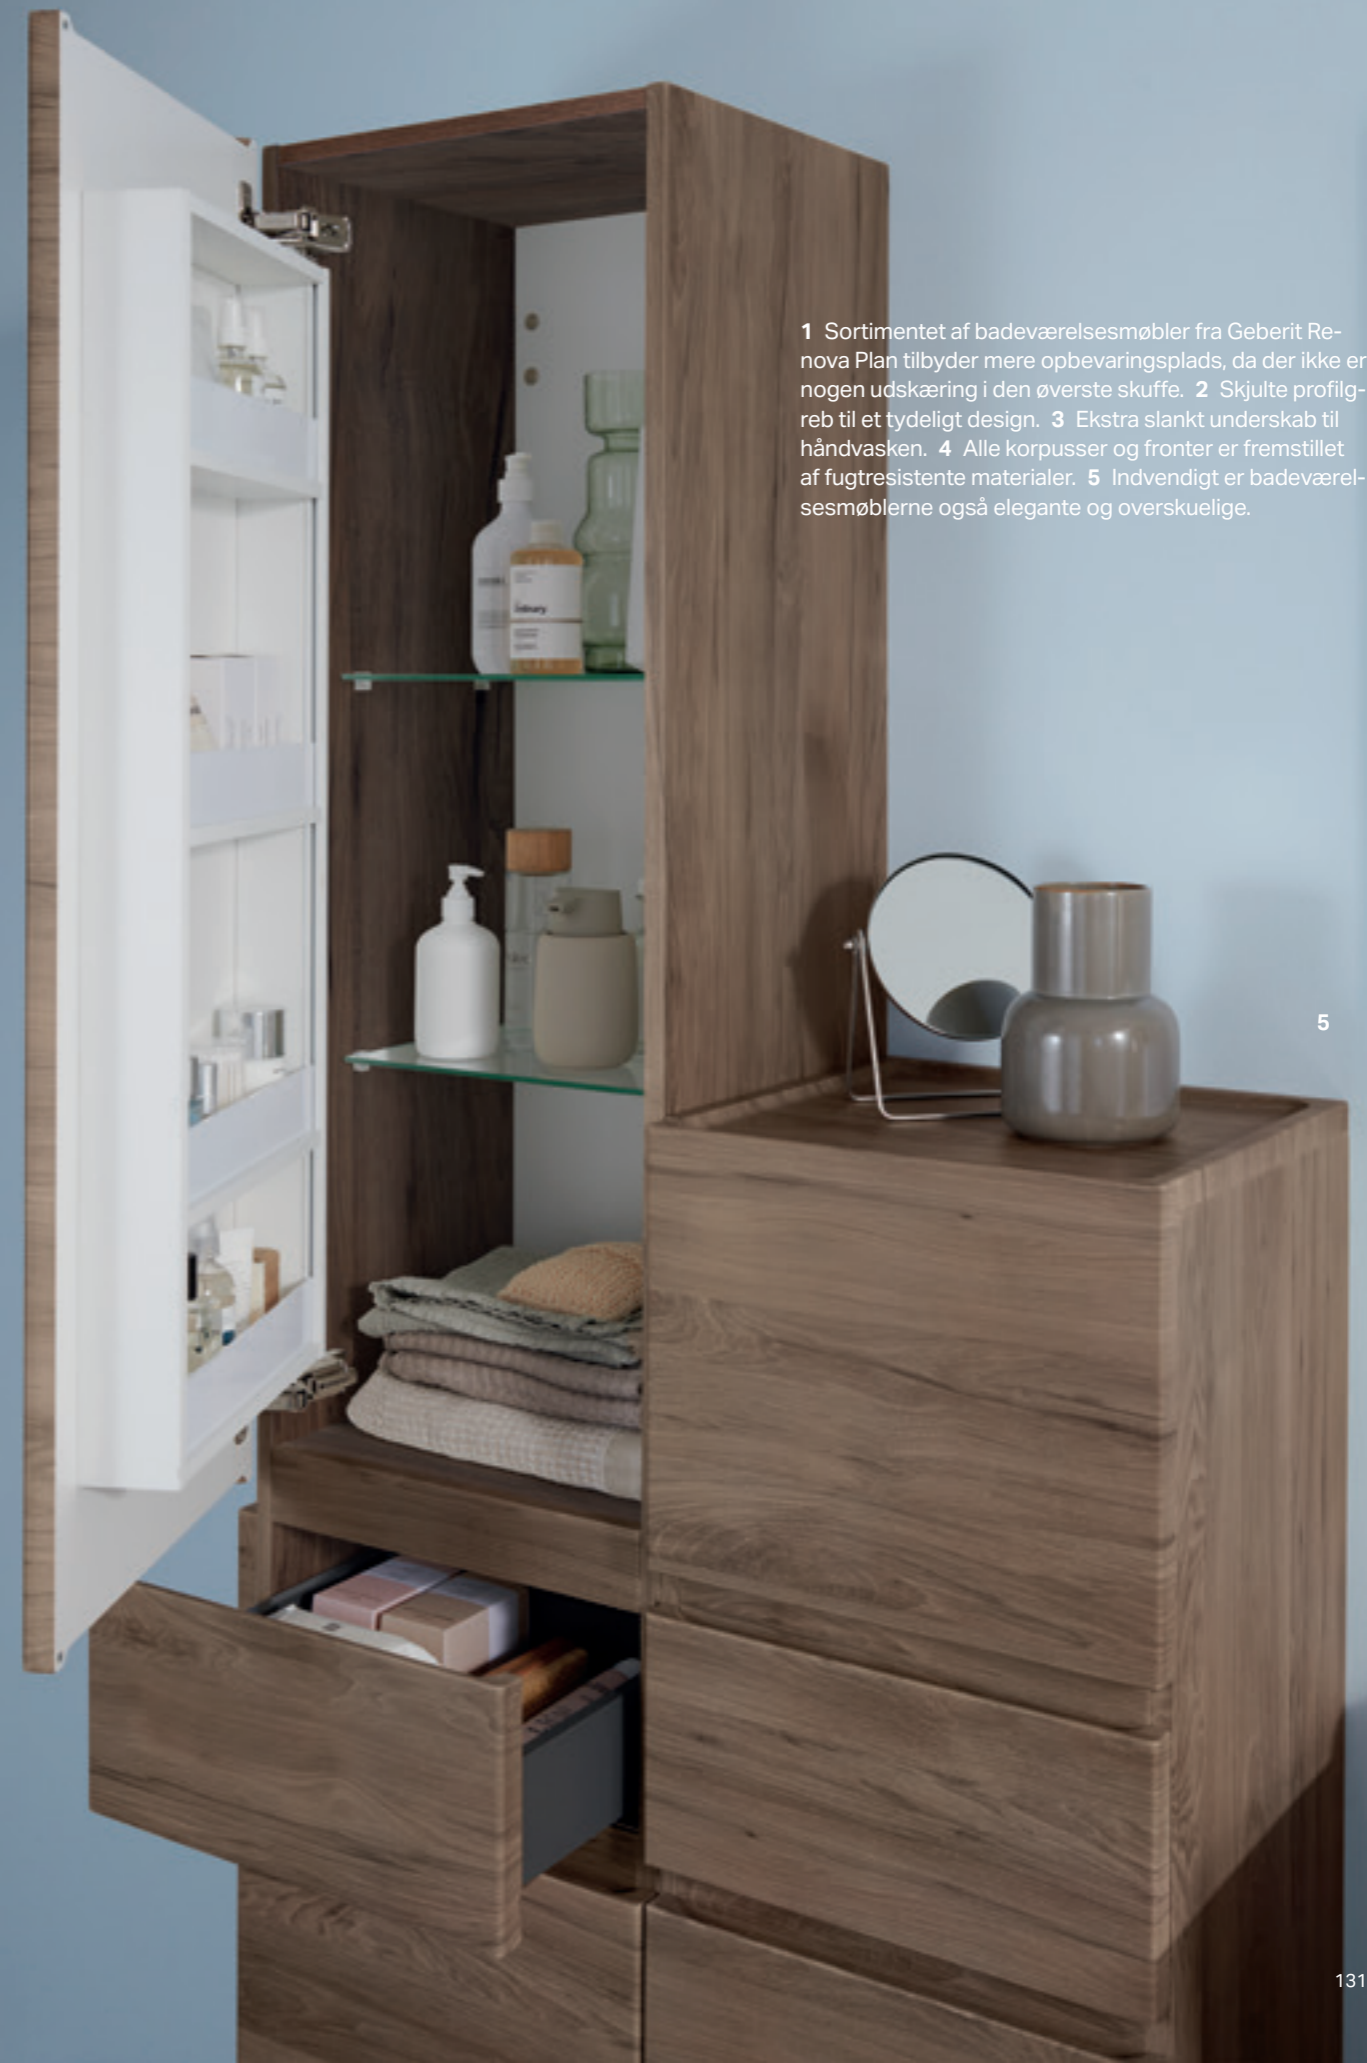 1 Sortimentet af badeværelsesmøbler fra Geberit Re-
nova Plan tilbyder mere opbevaringsplads, da der ikke er
nogen udskæring i den øverste skuffe. 2 Skjulte profilg-
reb til et tydeligt design. 3 Ekstra slankt underskab til
håndvasken. 4 Alle korpusser og fronter er fremstillet
af fugtresistente materialer. 5 Indvendigt er badeværel-
sesmøblerne også elegante og overskuelige.
5
131